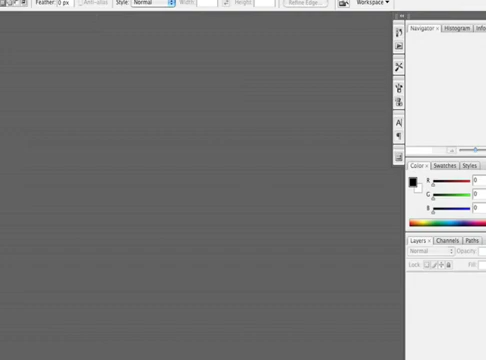 Feather: 0 px Anti-alias Style: Normal Width: Height: Refine Edge... Workspace
Navigator × Histogram Info
A
Color × Swatches Styles
R 0
G 0
B 0
Layers × Channels Paths
Normal Opacity:
Lock: Fill: